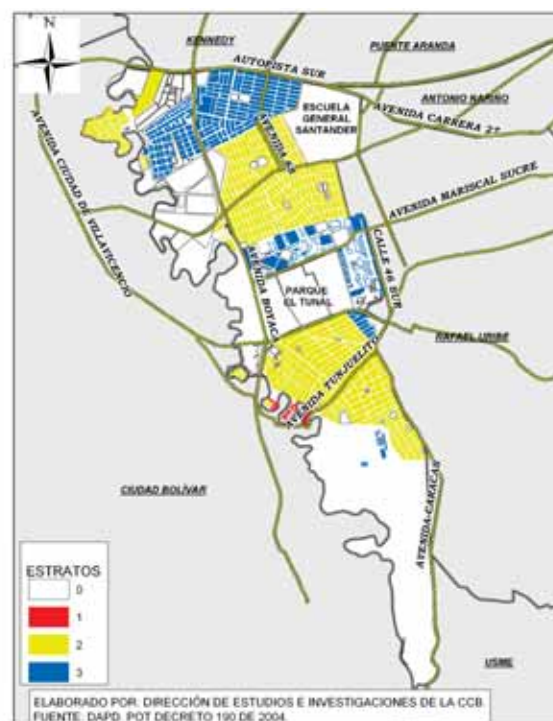 N
KENNEDY
PUENTE ARANDA
AUTOPISTA SUR
ANTONIO NARIÑO
ESCUELA
GENERAL
SANTANDER
AVENIDA CARRERA 27
AVENIDA 68
AVENIDA CIUDAD DE VILLAVICENCIO
AVENIDA MARISCAL SUCRE
CALLE 46 SUR
AVENIDA BOYACA
PARQUE
EL TUNAL
RAFAEL URIBE
AVENIDA TUNJUELITO
CIUDAD BOLÍVAR
AVENIDA CARACAS
USME
ESTRATOS
0
1
2
3
ELABORADO POR: DIRECCIÓN DE ESTUDIOS E INVESTIGACIONES DE LA CCB.
FUENTE: DAPD. POT DECRETO 190 DE 2004.